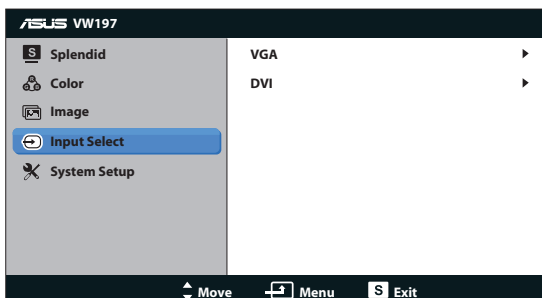 ASUS VW197
S Splendid
Color
Image
Input Select
System Setup
VGA
DVI
Move Menu S Exit